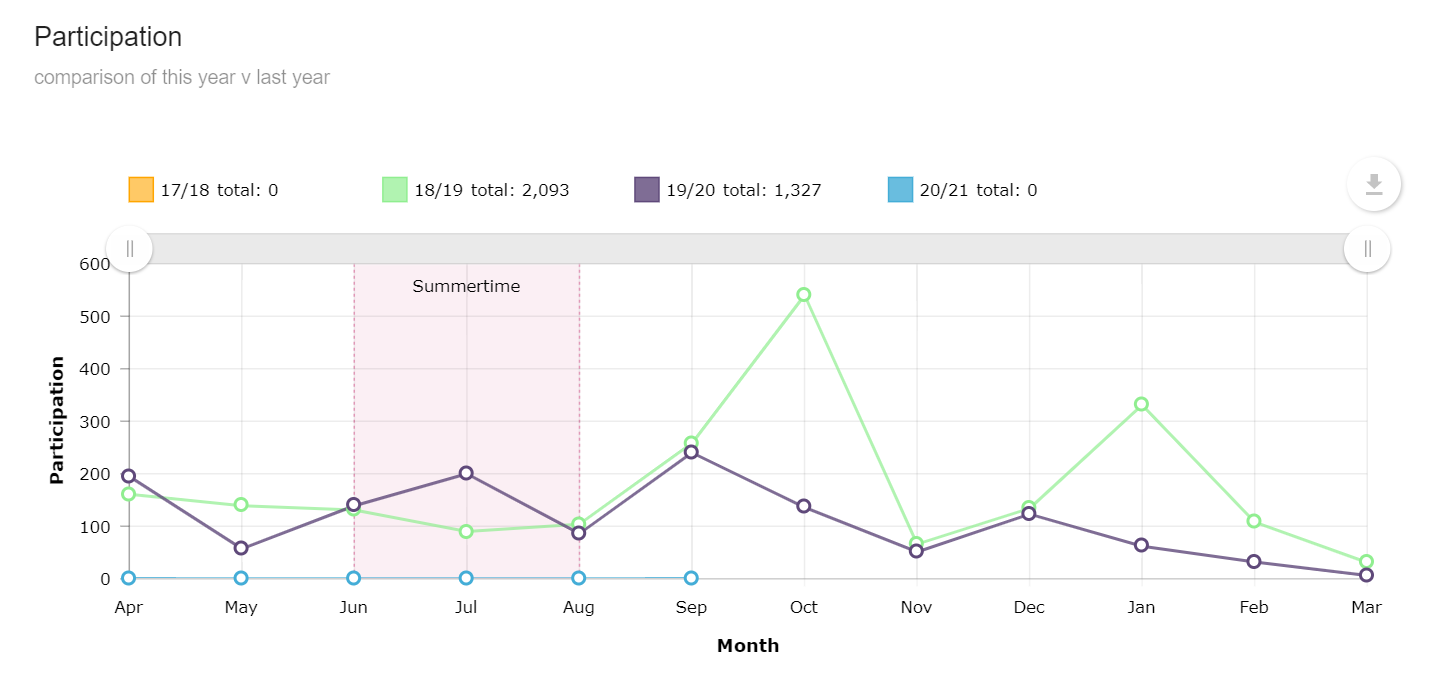 Participation
comparison of this year v last year
17/18 total: 0 18/19 total: 2,093 19/20 total: 1,327 20/21 total: 0
600
Summertime
500
400
300
200
100
0
Participation
Apr May Jun Jul Aug Sep Oct Nov Dec Jan Feb Mar
Month